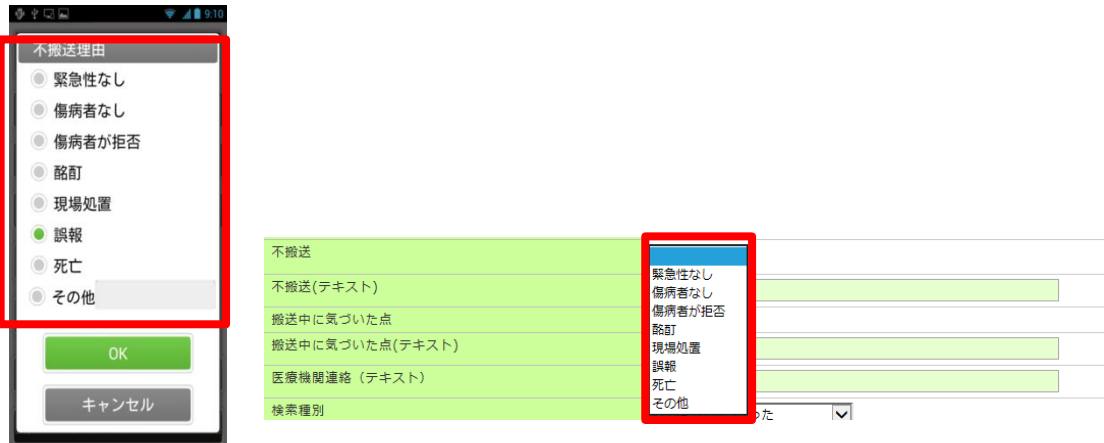 9:10
不搬送理由
緊急性なし
傷病者なし
傷病者が拒否
酩酊
現場処置
誤報
死亡
その他
OK
キャンセル
不搬送
緊急性なし
不搬送(テキスト)
傷病者なし
傷病者が拒否
搬送中に気づいた点
酩酊
搬送中に気づいた点(テキスト)
現場処置
誤報
医療機関連絡（テキスト）
死亡
検索種別
その他
った